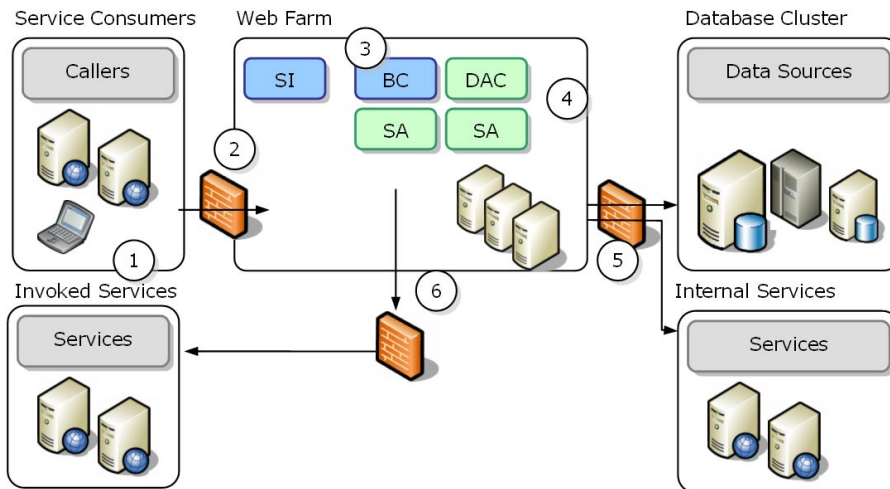 Service Consumers
Web Farm
Database Cluster
Callers
SI
3
BC
DAC
Data Sources
4
SA
SA
2
1
5
6
Invoked Services
Internal Services
Services
Services